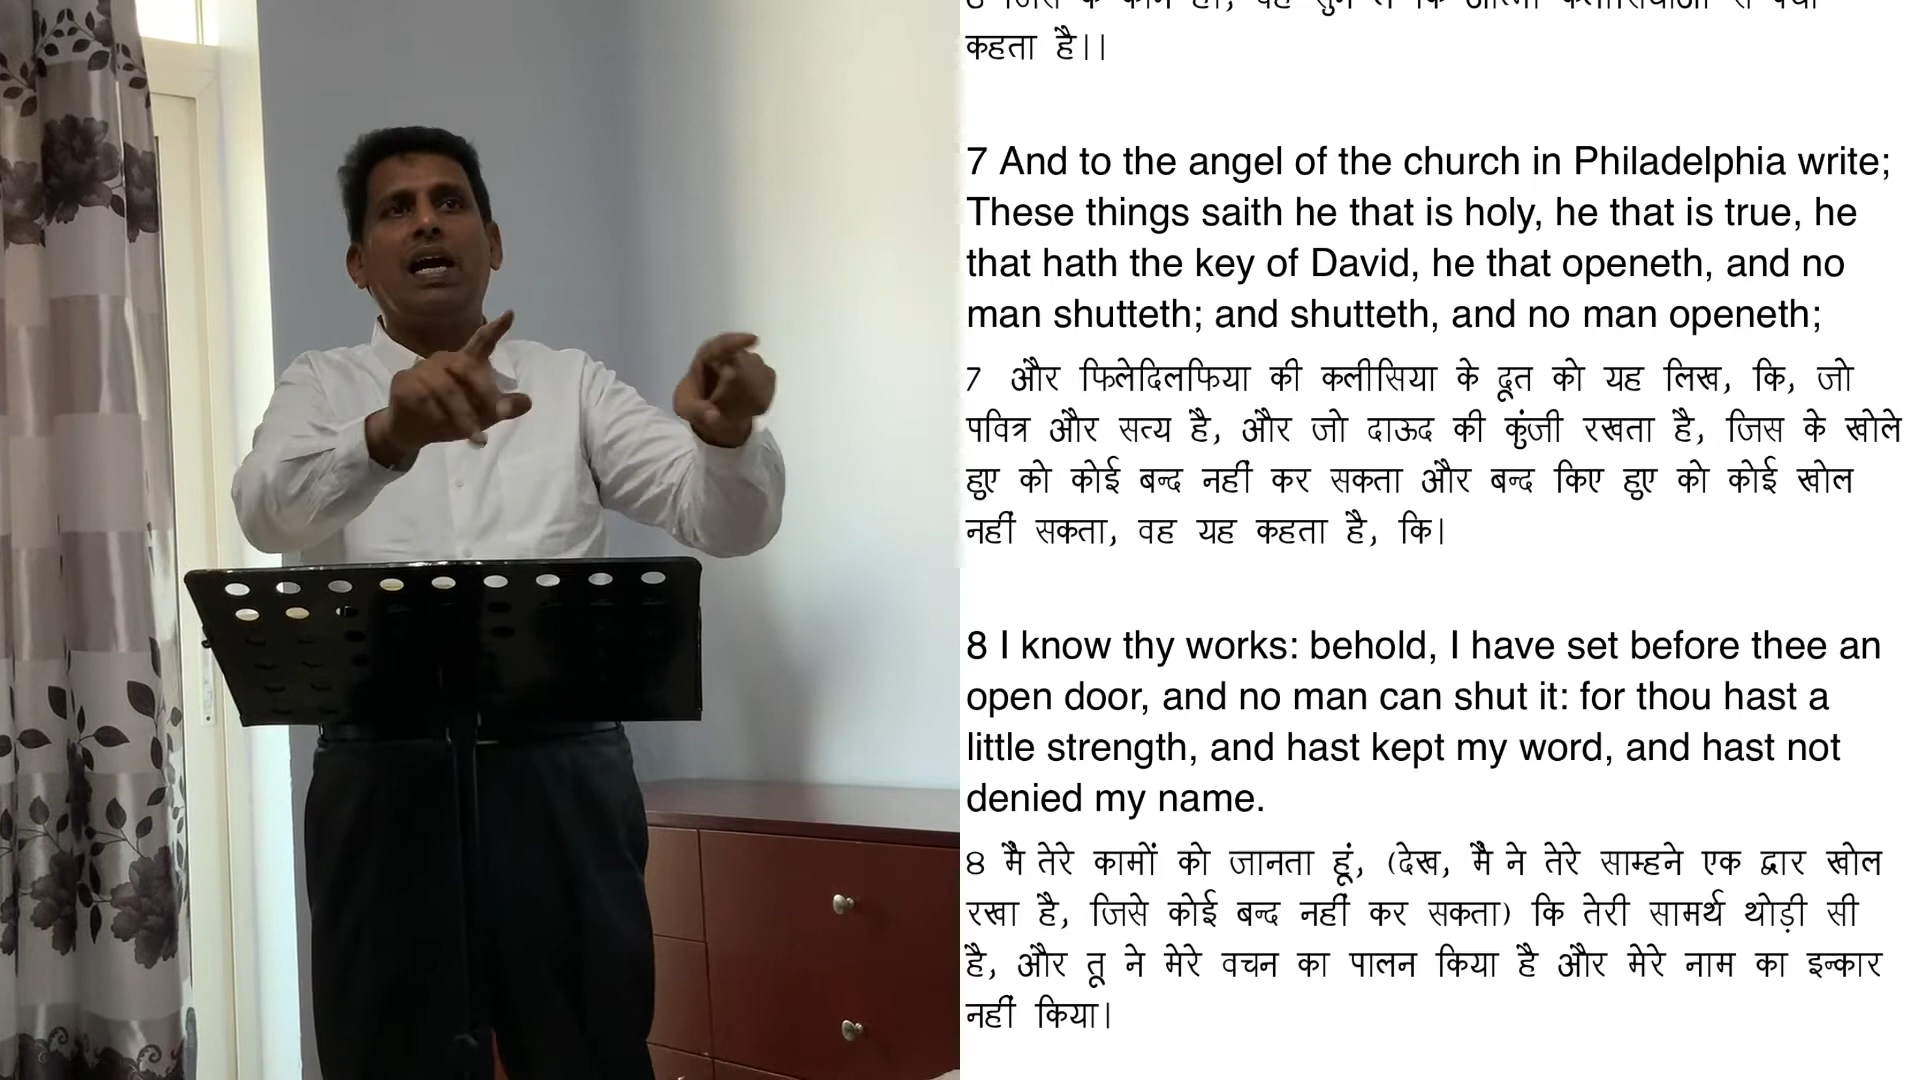 कहता है।।
7 And to the angel of the church in Philadelphia write;
These things saith he that is holy, he that is true, he
that hath the key of David, he that openeth, and no
man shutteth; and shutteth, and no man openeth;
7 और फिलेदिलफिया की कलीसिया के दूत को यह लिख, कि, जो
पवित्र और सत्य है, और जो दाऊद की कुंजी रखता है, जिस के खोले
हुए को कोई बन्द नहीं कर सकता और बन्द किए हुए को कोई खोल
नहीं सकता, वह यह कहता है, कि।
8 I know thy works: behold, I have set before thee an
open door, and no man can shut it: for thou hast a
little strength, and hast kept my word, and hast not
denied my name.
8 मैं तेरे कामों को जानता हूं, (देख, मैं ने तेरे साम्हने एक द्वार खोल
रखा है, जिसे कोई बन्द नहीं कर सकता) कि तेरी सामर्थ थोड़ी सी
है, और तू ने मेरे वचन का पालन किया है और मेरे नाम का इन्कार
नहीं किया।